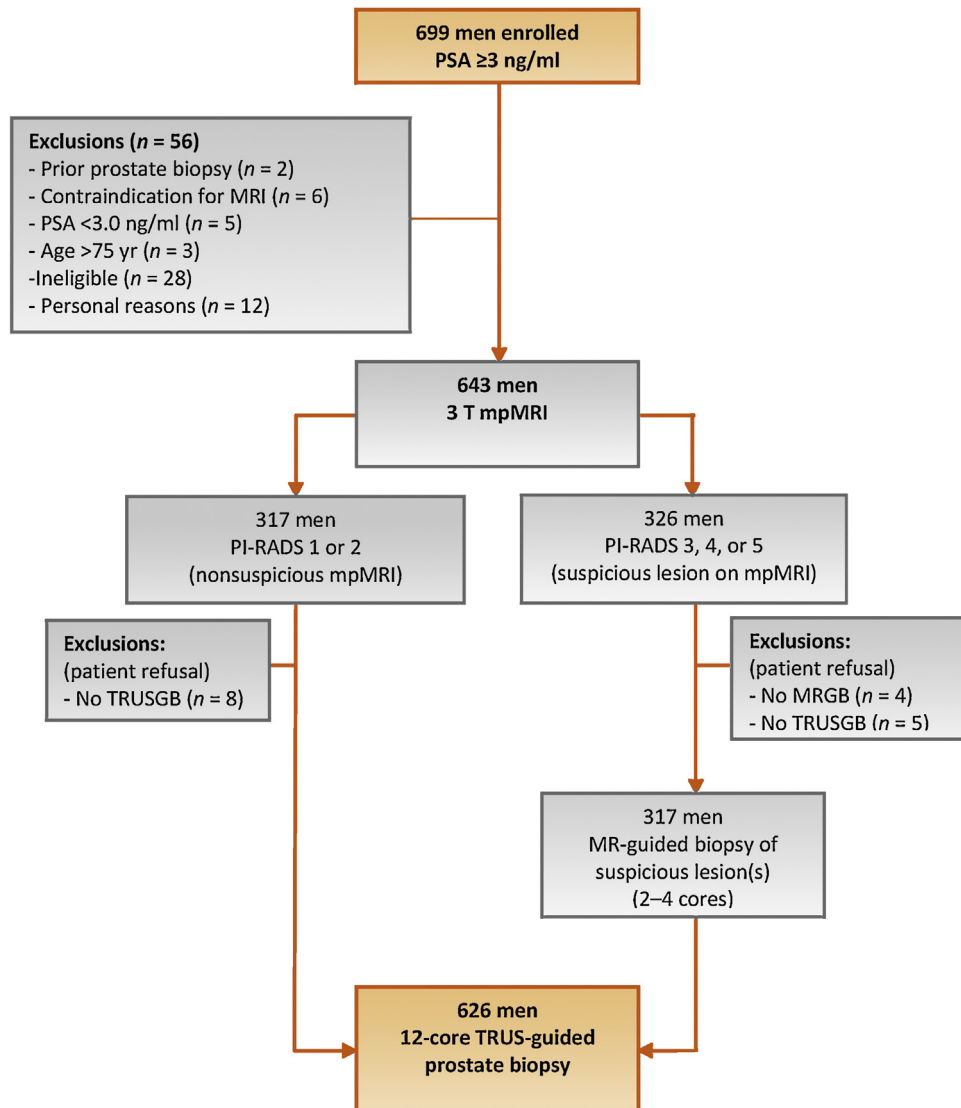 699 men enrolled
PSA ≥3 ng/ml
Exclusions (n = 56)
- Prior prostate biopsy (n = 2)
- Contraindication for MRI (n = 6)
- PSA <3.0 ng/ml (n = 5)
- Age >75 yr (n = 3)
-Ineligible (n = 28)
- Personal reasons (n = 12)
643 men
3 T mpMRI
317 men
PI-RADS 1 or 2
(nonsuspicious mpMRI)
326 men
PI-RADS 3, 4, or 5
(suspicious lesion on mpMRI)
Exclusions:
(patient refusal)
- No TRUSGB (n = 8)
Exclusions:
(patient refusal)
- No MRGB (n = 4)
- No TRUSGB (n = 5)
317 men
MR-guided biopsy of
suspicious lesion(s)
(2–4 cores)
626 men
12-core TRUS-guided
prostate biopsy